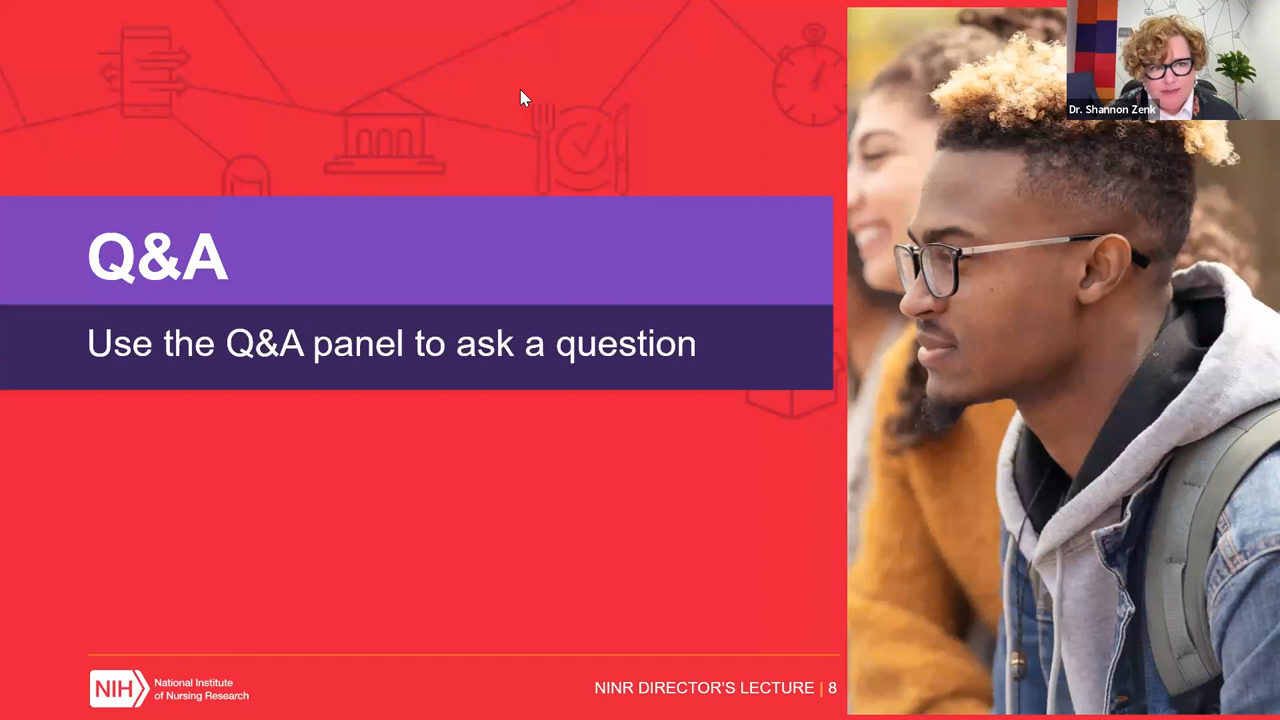 Dr. Shannon Zenk
Q&A
Use the Q&A panel to ask a question
NIH
National Institute
of Nursing Research
NINR DIRECTOR'S LECTURE | 8